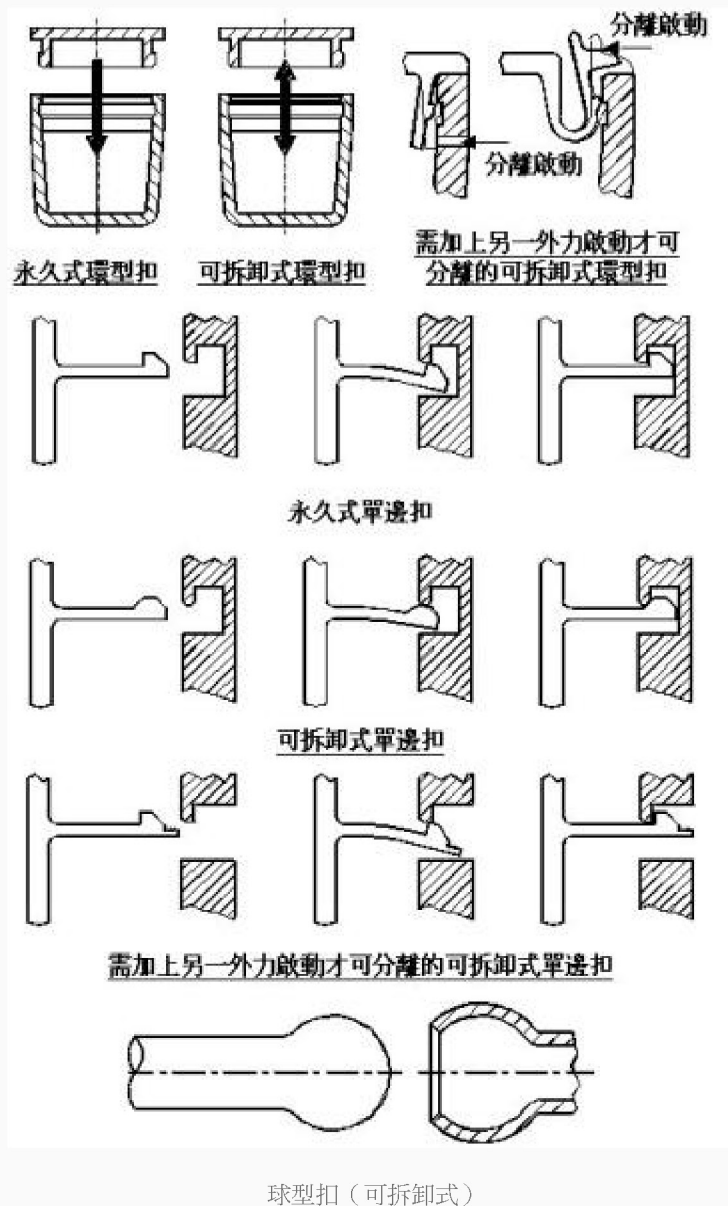 分離啟動
分離啟動
永久式環型扣
可拆卸式環型扣
需加上另一外力啟動才可
分離的可拆卸式環型扣
永久式單邊扣
可拆卸式單邊扣
需加上另一外力啟動才可分離的可拆卸式單邊扣
球型扣（可拆卸式）